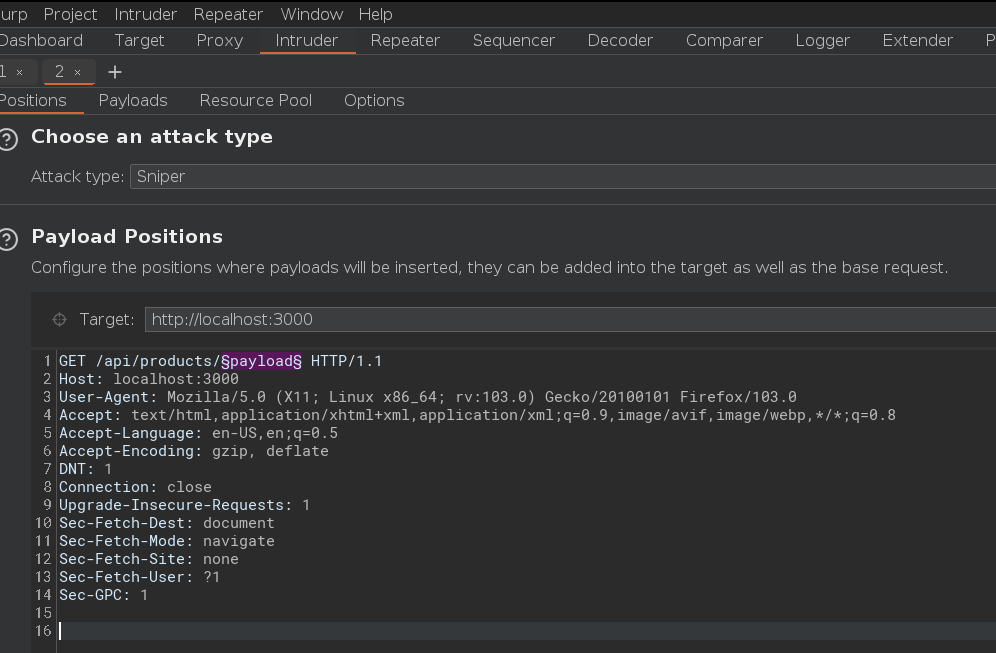 urp Project Intruder Repeater Window Help
Dashboard Target Proxy Intruder Repeater Sequencer Decoder Comparer Logger Extender P
1 × 2 × +
Positions Payloads Resource Pool Options
? Choose an attack type
Attack type: Sniper
? Payload Positions
Configure the positions where payloads will be inserted, they can be added into the target as well as the base request.
Target: http://localhost:3000
1 GET /api/products/§payload§ HTTP/1.1
2 Host: localhost:3000
3 User-Agent: Mozilla/5.0 (X11; Linux x86_64; rv:103.0) Gecko/20100101 Firefox/103.0
4 Accept: text/html,application/xhtml+xml,application/xml;q=0.9,image/avif,image/webp,*/*;q=0.8
5 Accept-Language: en-US,en;q=0.5
6 Accept-Encoding: gzip, deflate
7 DNT: 1
8 Connection: close
9 Upgrade-Insecure-Requests: 1
10 Sec-Fetch-Dest: document
11 Sec-Fetch-Mode: navigate
12 Sec-Fetch-Site: none
13 Sec-Fetch-User: ?1
14 Sec-GPC: 1
15
16